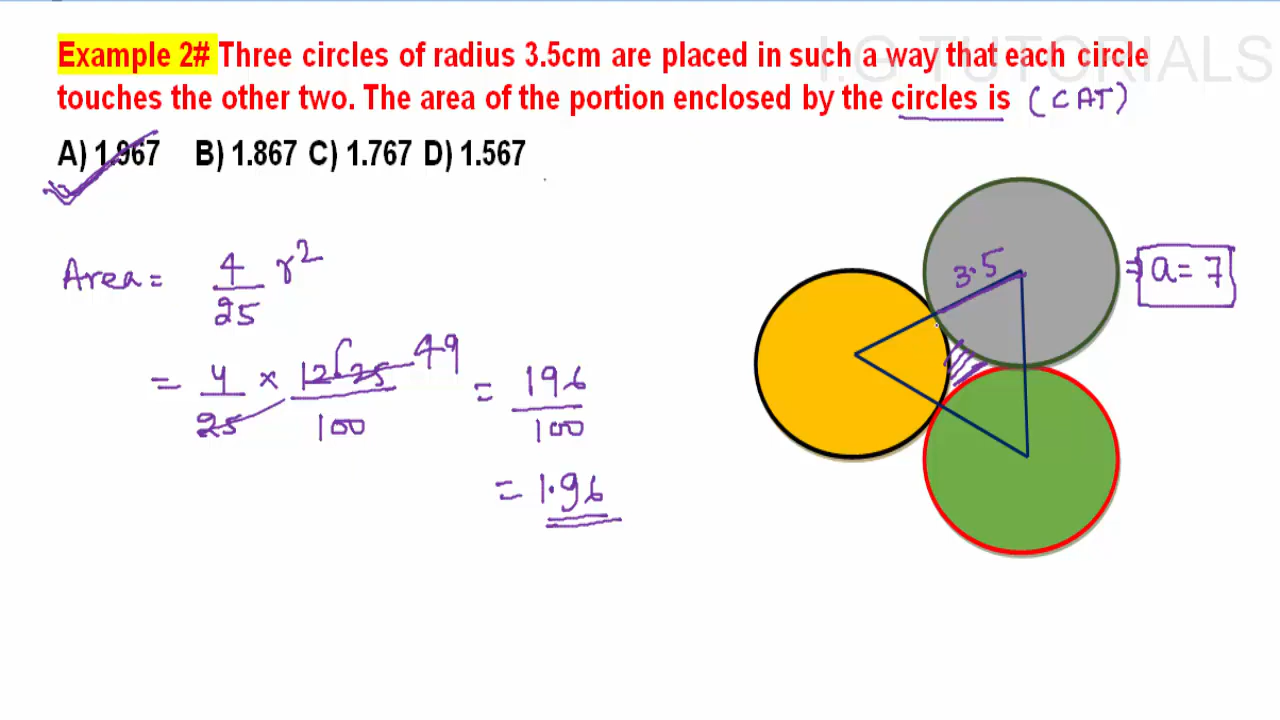 I.G TUTORIALS
Example 2# Three circles of radius 3.5cm are placed in such a way that each circle
touches the other two. The area of the portion enclosed by the circles is (CAT)
A) 1.967 B) 1.867 C) 1.767 D) 1.567
Area = 4/25 r²
= 4/25 × 1225/100 49 = 196/100
= 1.96
3.5
⇒ a = 7